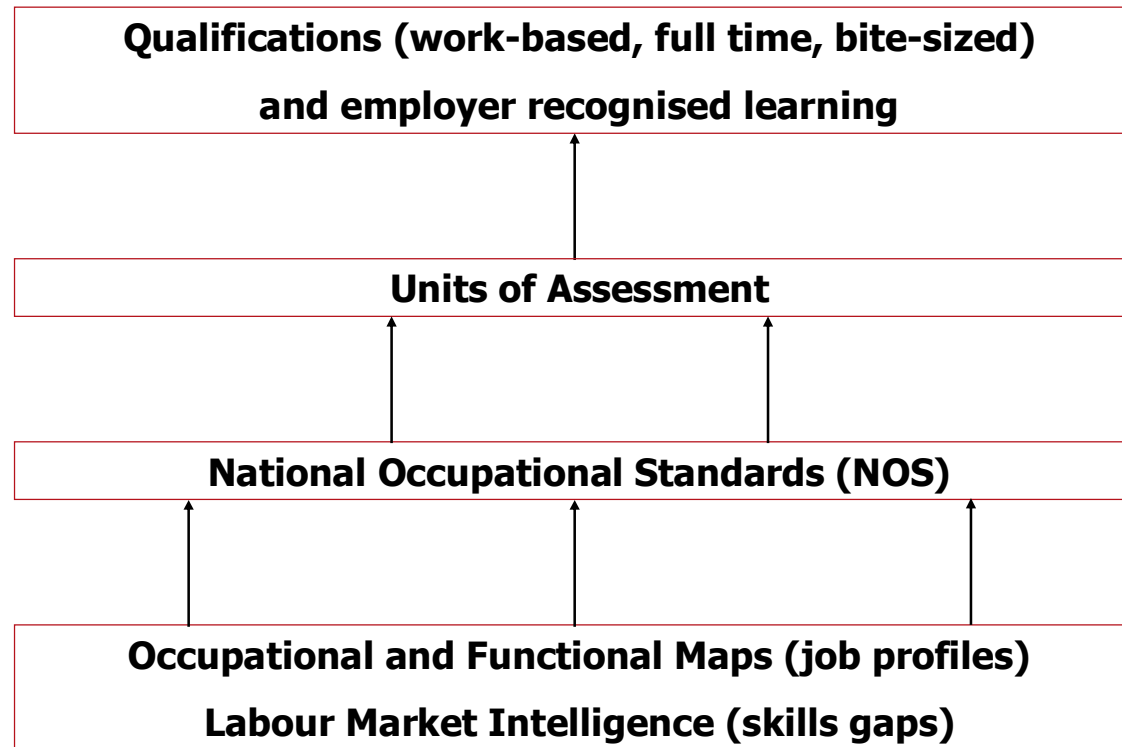 Qualifications (work-based, full time, bite-sized)
and employer recognised learning
Units of Assessment
National Occupational Standards (NOS)
Occupational and Functional Maps (job profiles)
Labour Market Intelligence (skills gaps)